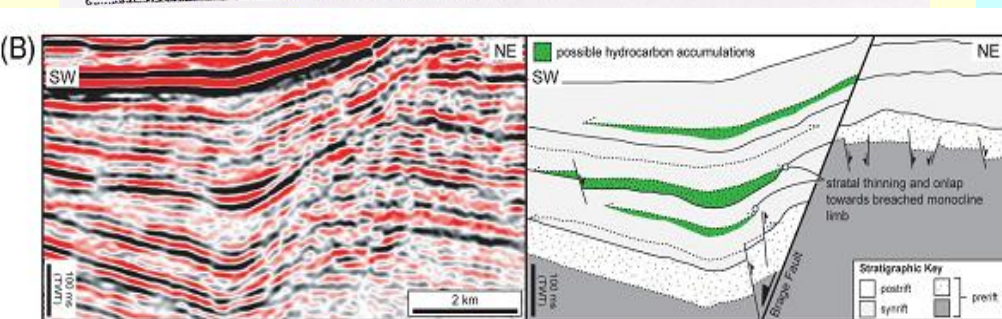 (B)
SW
NE
100 ms
(TWT)
2 km
possible hydrocarbon accumulations
SW
NE
stratal thinning and onlap
towards breached monocline
limb
Brage Fault
100 ms
(TWT)
Stratigraphic Key
postrift
synrift
prerift